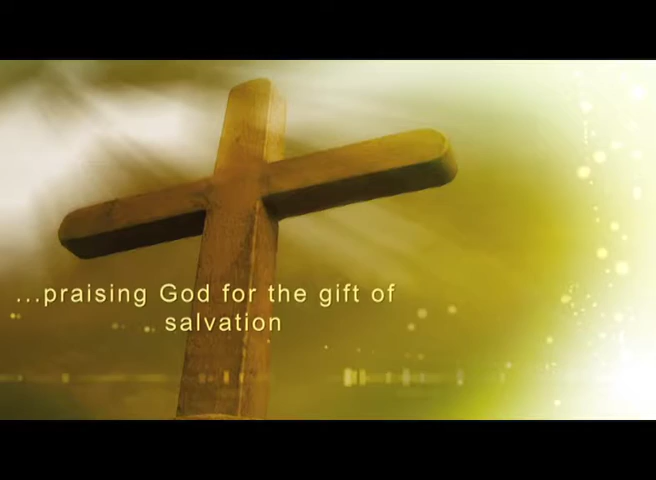 ...praising God for the gift of
salvation